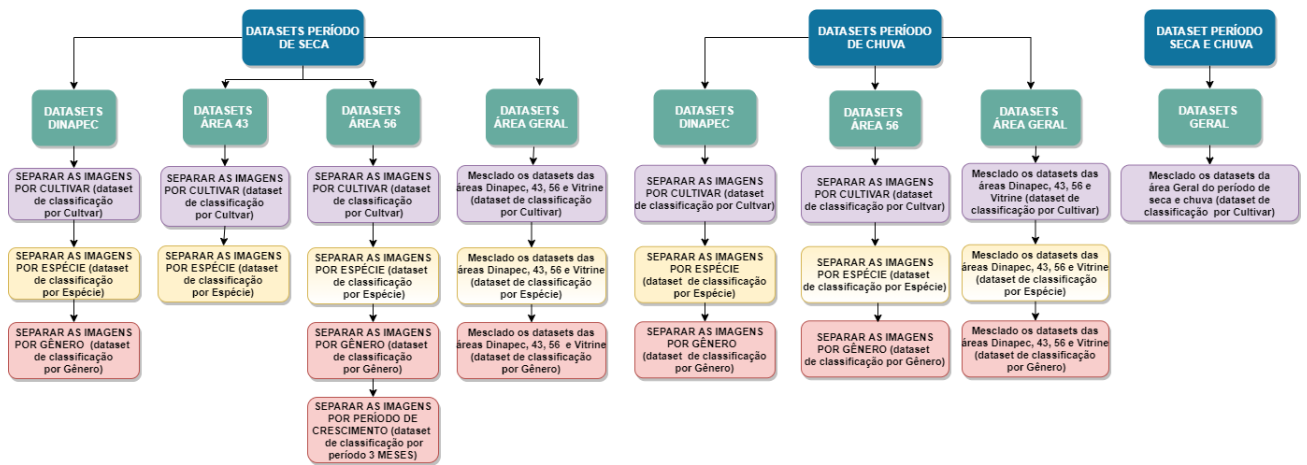 DATASETS PERÍODO
DE SECA
DATASETS PERÍODO
DE CHUVA
DATASET PERÍODO
SECA E CHUVA
DATASETS
DINAPEC
DATASETS
ÁREA 43
DATASETS
ÁREA 56
DATASETS
ÁREA GERAL
DATASETS
DINAPEC
DATASETS
ÁREA 56
DATASETS
ÁREA GERAL
DATASETS
GERAL
SEPARAR AS IMAGENS
POR CULTIVAR (dataset
de classificação
por Cultvar)
SEPARAR AS IMAGENS
POR CULTIVAR (dataset
de classificação
por Cultvar)
SEPARAR AS IMAGENS
POR CULTIVAR (dataset
de classificação
por Cultvar)
Mesclado os datasets das
áreas Dinapec, 43, 56 e Vitrine
(dataset de classificação
por Cultivar)
SEPARAR AS IMAGENS
POR CULTIVAR (dataset
de classificação por Cultvar)
SEPARAR AS IMAGENS
POR CULTIVAR (dataset
de classificação por Cultvar)
Mesclado os datasets das
áreas Dinapec, 43, 56 e
Vitrine (dataset de
classificação por Cultivar)
Mesclado os datasets da
área Geral do período de
seca e chuva (dataset de
classificação por Cultivar)
SEPARAR AS IMAGENS
POR ESPÉCIE (dataset
de classificação
por Espécie)
SEPARAR AS IMAGENS
POR ESPÉCIE (dataset
de classificação
por Espécie)
SEPARAR AS IMAGENS
POR ESPÉCIE (dataset
de classificação
por Espécie)
Mesclado os datasets das
áreas Dinapec, 43, 56 e Vitrine
(dataset de classificação
por Espécie)
SEPARAR AS IMAGENS
POR ESPÉCIE
(dataset de classificação
por Espécie)
SEPARAR AS IMAGENS
POR ESPÉCIE (dataset
de classificação por Espécie)
Mesclado os datasets das
áreas Dinapec, 43, 56 e Vitrine
(dataset de classificação
por Espécie)
SEPARAR AS IMAGENS
POR GÊNERO (dataset
de classificação
por Gênero)
SEPARAR AS IMAGENS
POR GÊNERO (dataset
de classificação
por Gênero)
Mesclado os datasets das
áreas Dinapec, 43, 56 e Vitrine
(dataset de classificação
por Gênero)
SEPARAR AS IMAGENS
POR GÊNERO
(dataset de classificação
por Gênero)
SEPARAR AS IMAGENS
POR GÊNERO (dataset
de classificação por Gênero)
Mesclado os datasets das
áreas Dinapec, 43, 56 e Vitrine
(dataset de classificação
por Gênero)
SEPARAR AS IMAGENS
POR PERÍODO DE
CRESCIMENTO (dataset
de classificação por
período 3 MESES)